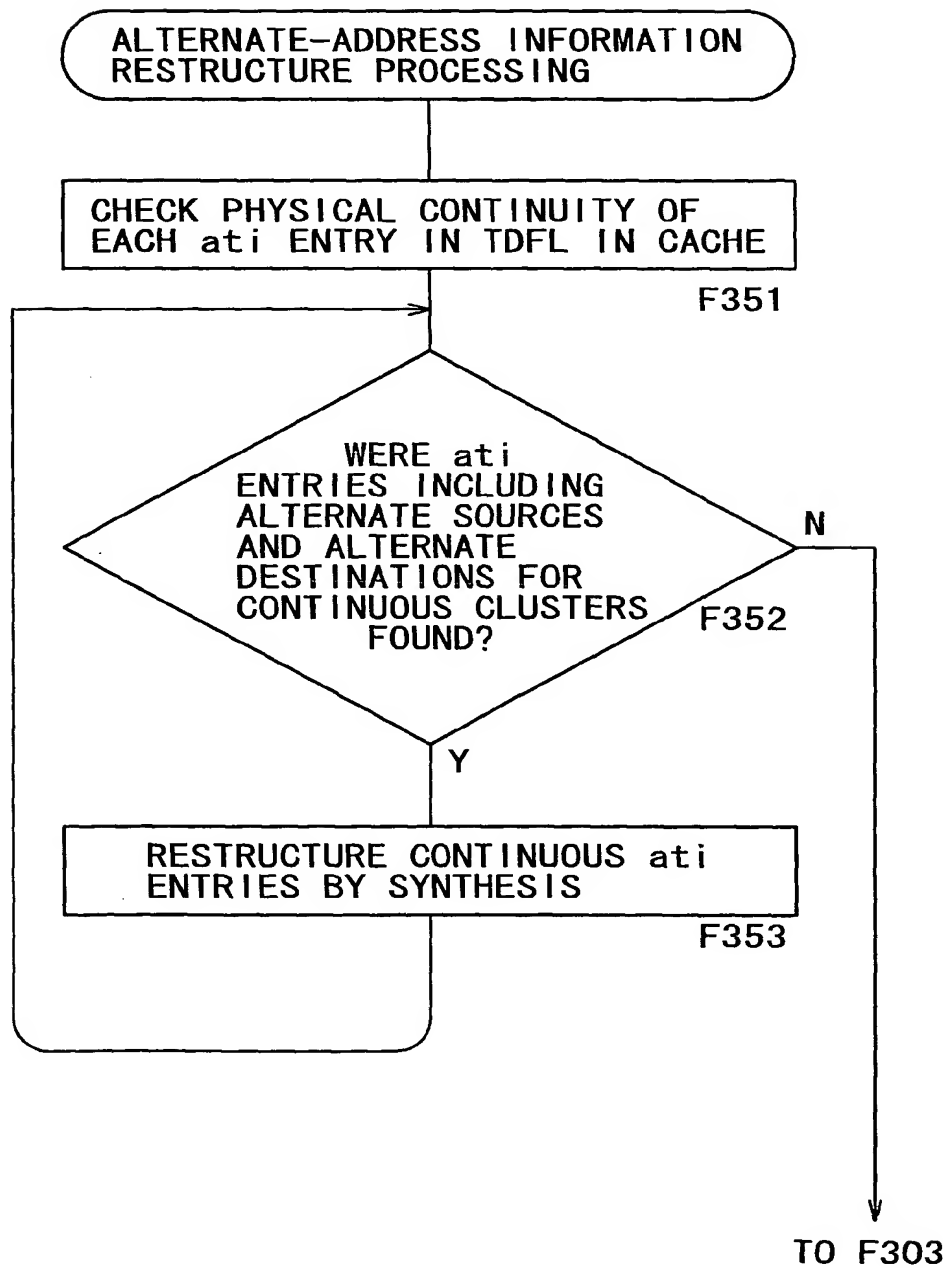 ALTERNATE-ADDRESS INFORMATION
RESTRUCTURE PROCESSING
CHECK PHYSICAL CONTINUITY OF
EACH ati ENTRY IN TDFL IN CACHE
F351
WERE ati
ENTRIES INCLUDING
ALTERNATE SOURCES
AND ALTERNATE
DESTINATIONS FOR
CONTINUOUS CLUSTERS
FOUND?
N
F352
Y
RESTRUCTURE CONTINUOUS ati
ENTRIES BY SYNTHESIS
F353
TO F303